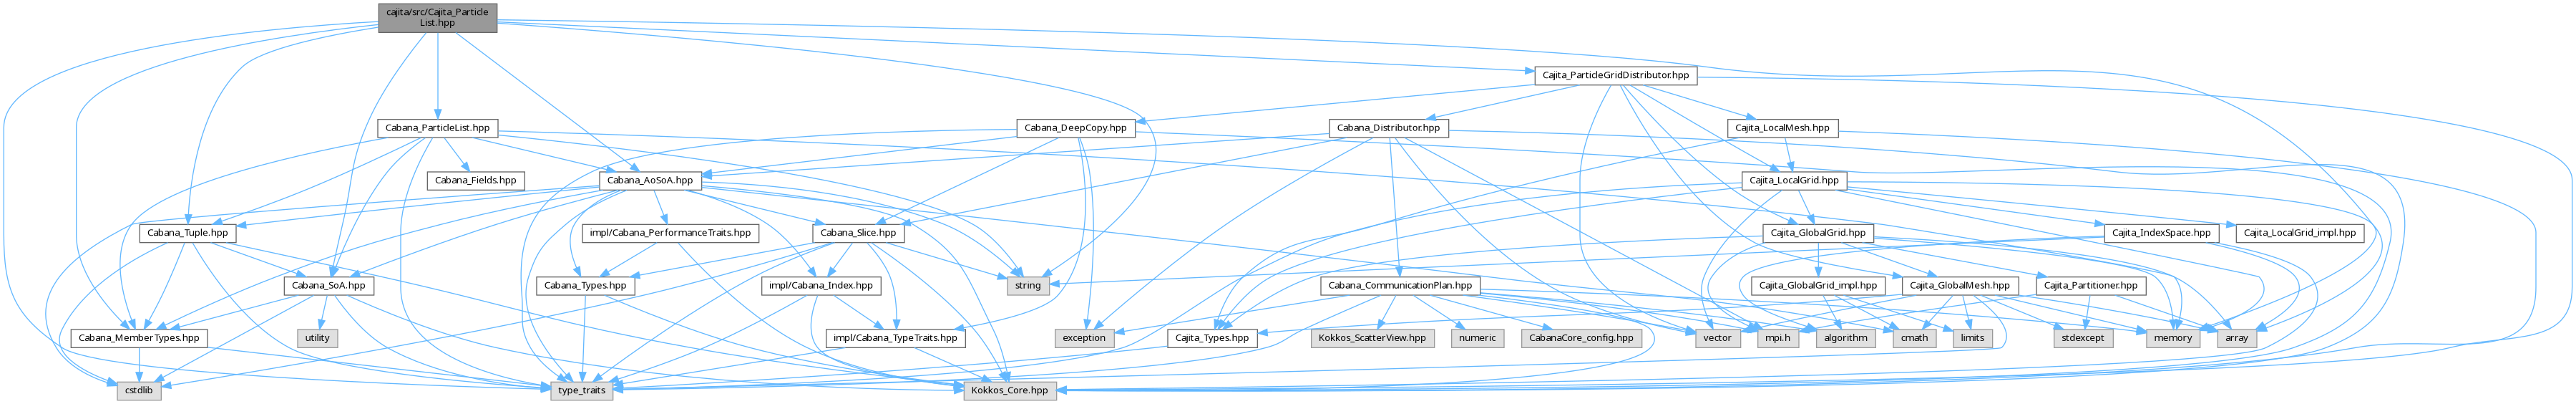 cajita/src/Cajita_Particle
List.hpp
Cajita_ParticleGridDistributor.hpp
Cabana_ParticleList.hpp
Cabana_DeepCopy.hpp
Cabana_Distributor.hpp
Cajita_LocalMesh.hpp
Cabana_Fields.hpp
Cabana_AoSoA.hpp
Cajita_LocalGrid.hpp
Cabana_Tuple.hpp
impl/Cabana_PerformanceTraits.hpp
Cabana_Slice.hpp
Cajita_GlobalGrid.hpp
Cajita_IndexSpace.hpp
Cajita_LocalGrid_impl.hpp
Cabana_SoA.hpp
Cabana_Types.hpp
impl/Cabana_Index.hpp
string
Cabana_CommunicationPlan.hpp
Cajita_GlobalGrid_impl.hpp
Cajita_GlobalMesh.hpp
Cajita_Partitioner.hpp
Cabana_MemberTypes.hpp
utility
impl/Cabana_TypeTraits.hpp
exception
Kokkos_ScatterView.hpp
numeric
CabanaCore_config.hpp
Cajita_Types.hpp
vector
mpi.h
algorithm
cmath
limits
stdexcept
memory
array
cstdlib
type_traits
Kokkos_Core.hpp